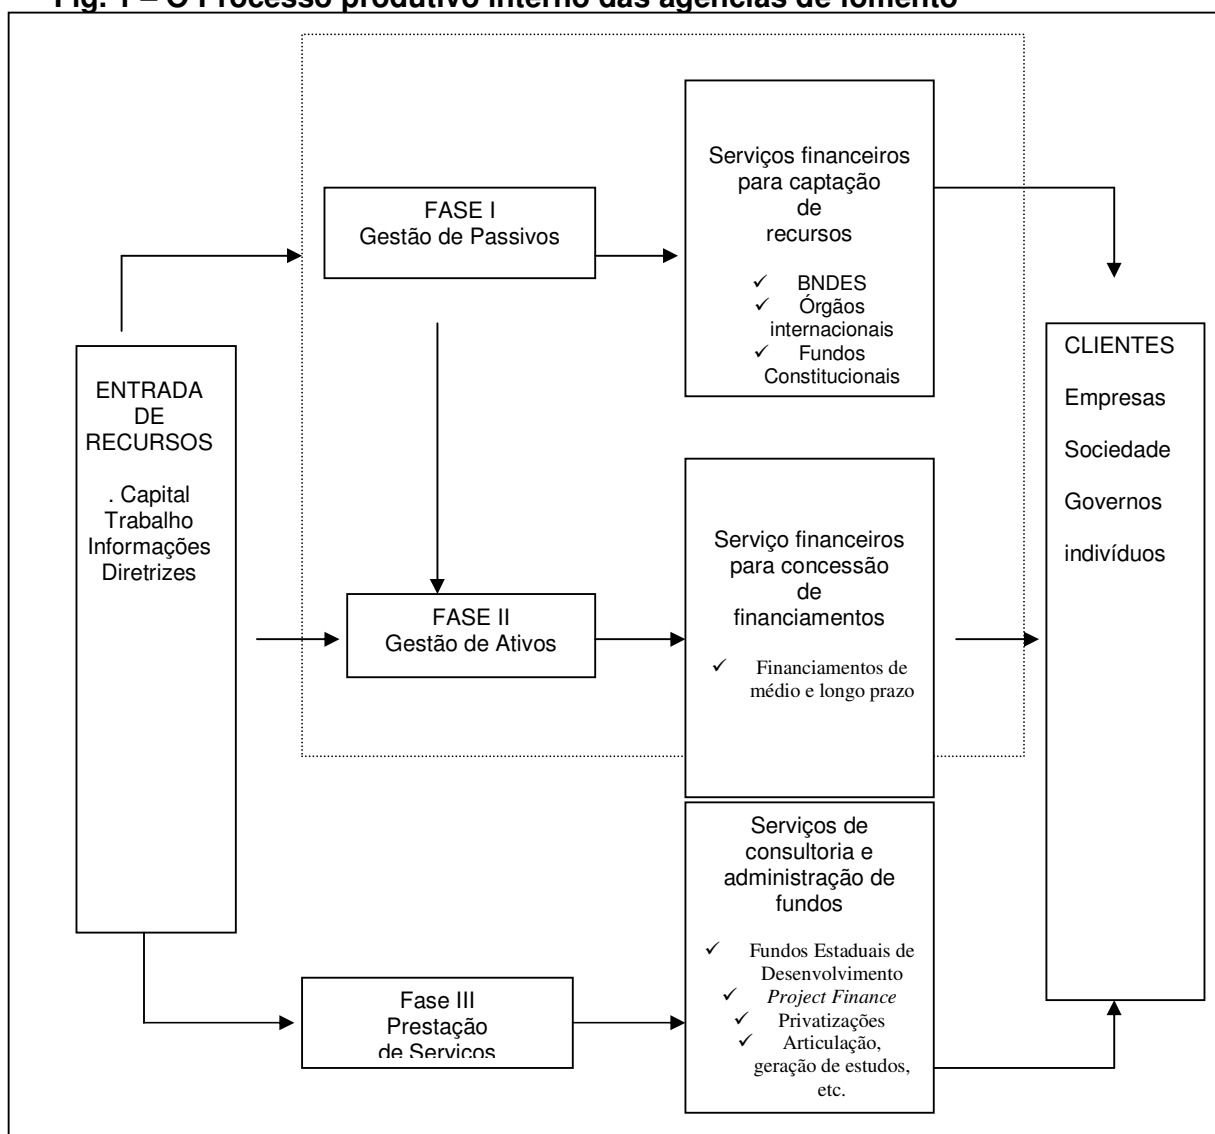 Fig. 1 – O Processo produtivo interno das agências de fomento
ENTRADA
DE
RECURSOS
. Capital
Trabalho
Informações
Diretrizes
FASE I
Gestão de Passivos
Serviços financeiros
para captação
de
recursos
✓ BNDES
✓ Órgãos
internacionais
✓ Fundos
Constitucionais
FASE II
Gestão de Ativos
Serviço financeiros
para concessão
de
financiamentos
✓ Financiamentos de
médio e longo prazo
Fase III
Prestação
de Serviços
Serviços de
consultoria e
administração de
fundos
✓ Fundos Estaduais de
Desenvolvimento
✓ Project Finance
✓ Privatizações
✓ Articulação,
geração de estudos,
etc.
CLIENTES
Empresas
Sociedade
Governos
indivíduos